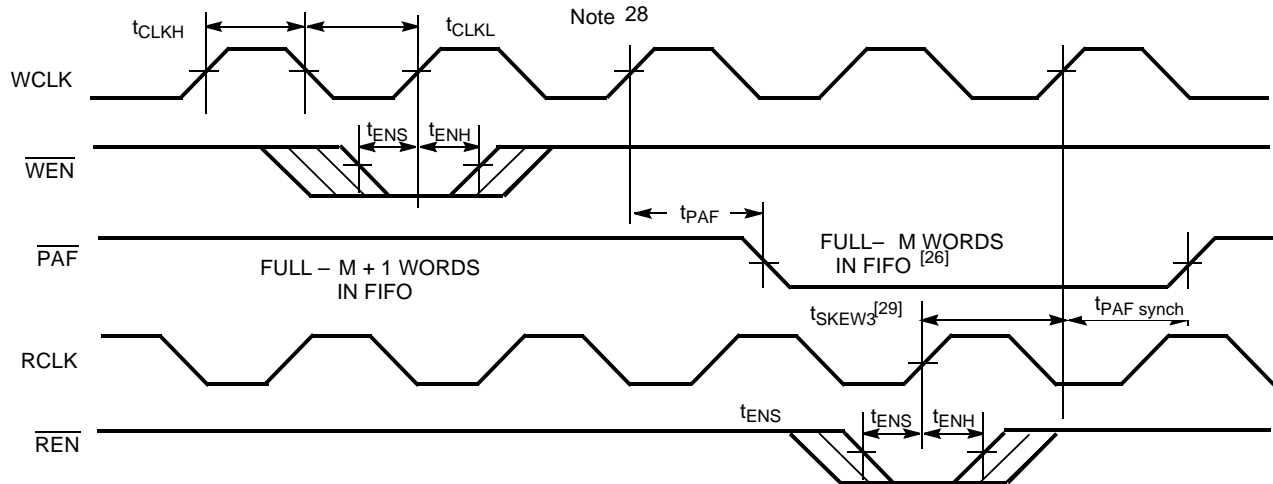 Note 28
tCLKH
tCLKL
WCLK
tENS
tENH
WEN
tPAF
PAF
FULL – M + 1 WORDS
IN FIFO
FULL– M WORDS
IN FIFO [26]
tSKEW3[29]
tPAF synch
RCLK
tENS
tENS
tENH
REN